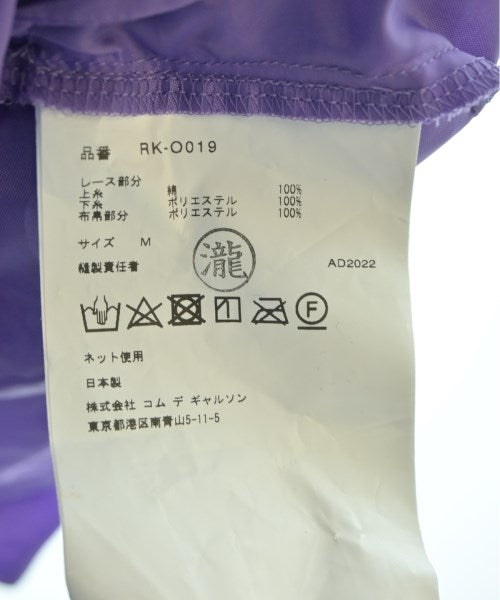 品番 RK-O019
レース部分
上糸 綿 100%
下糸 ポリエステル 100%
布帛部分 ポリエステル 100%
サイズ M
縫製責任者 瀧 AD2022
F
ネット使用
日本製
株式会社 コム デ ギャルソン
東京都港区南青山5-11-5